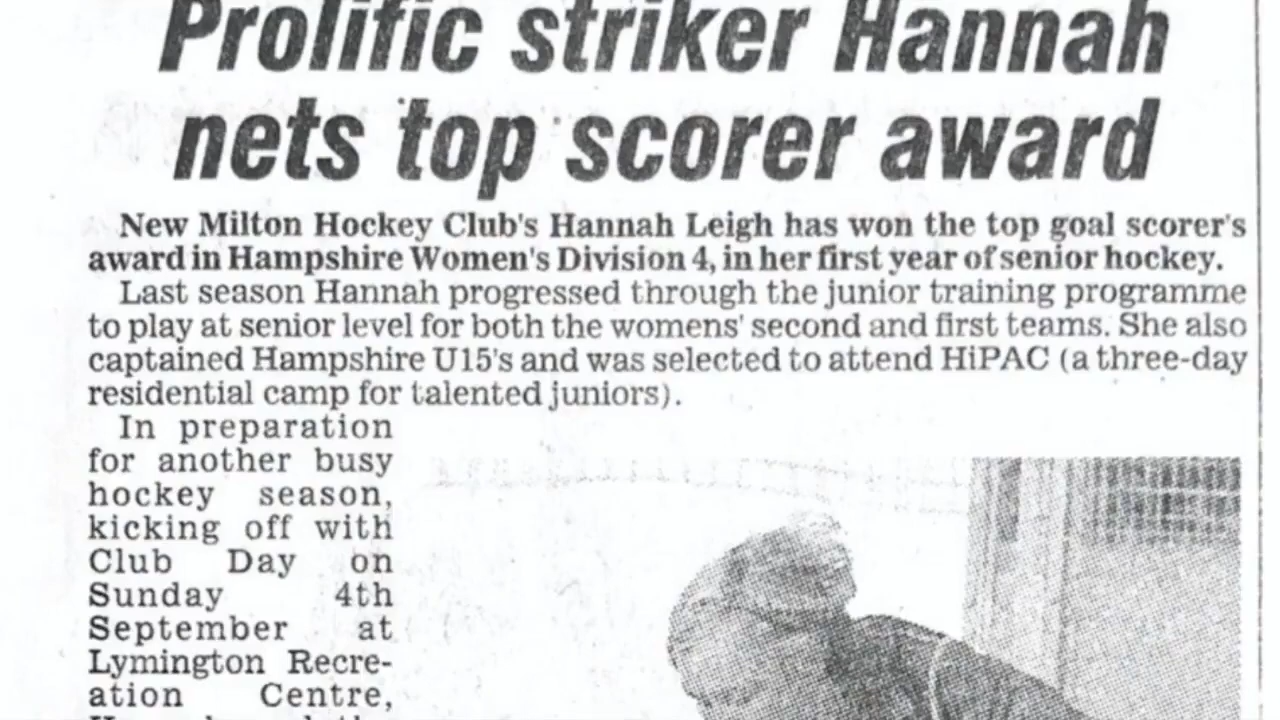 Prolific striker Hannah
nets top scorer award
New Milton Hockey Club's Hannah Leigh has won the top goal scorer's
award in Hampshire Women's Division 4, in her first year of senior hockey.
Last season Hannah progressed through the junior training programme
to play at senior level for both the womens' second and first teams. She also
captained Hampshire U15's and was selected to attend HiPAC (a three-day
residential camp for talented juniors).
In preparation
for another busy
hockey season,
kicking off with
Club Day on
Sunday 4th
September at
Lymington Recre-
ation Centre,